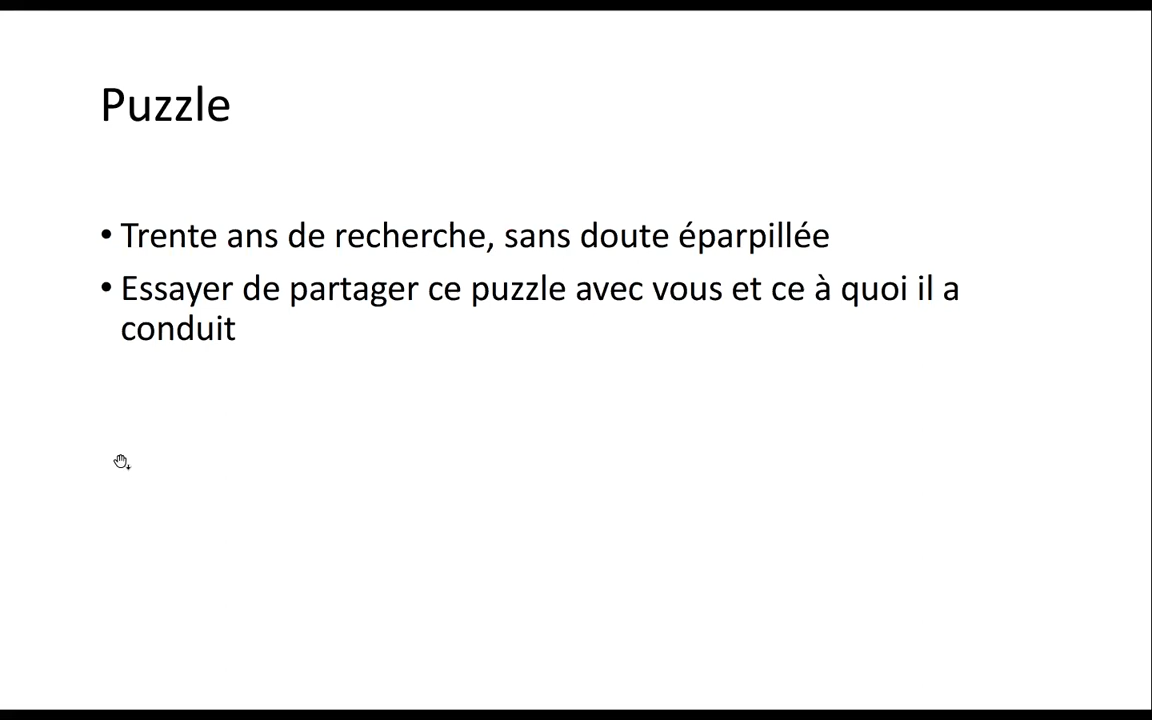 Puzzle
• Trente ans de recherche, sans doute éparpillée
• Essayer de partager ce puzzle avec vous et ce à quoi il a
conduit